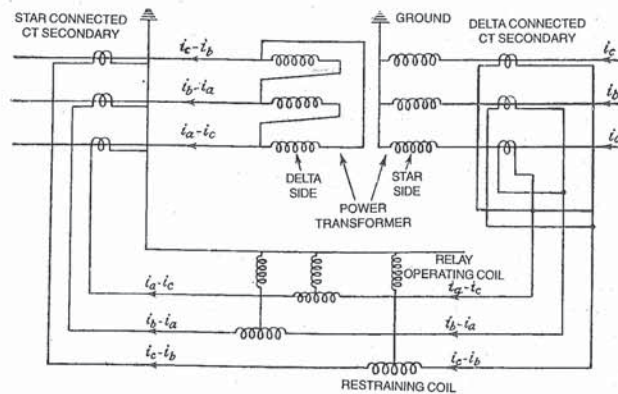 STAR CONNECTED
CT SECONDARY
GROUND
DELTA CONNECTED
CT SECONDARY
ic-ib
ic
ib-ia
ib
ia-ic
DELTA
SIDE
STAR
SIDE
POWER
TRANSFORMER
RELAY
OPERATING COIL
ia-ic
ia-ic
ib-ia
ib-ia
ic-ib
ic-ib
RESTRAINING COIL